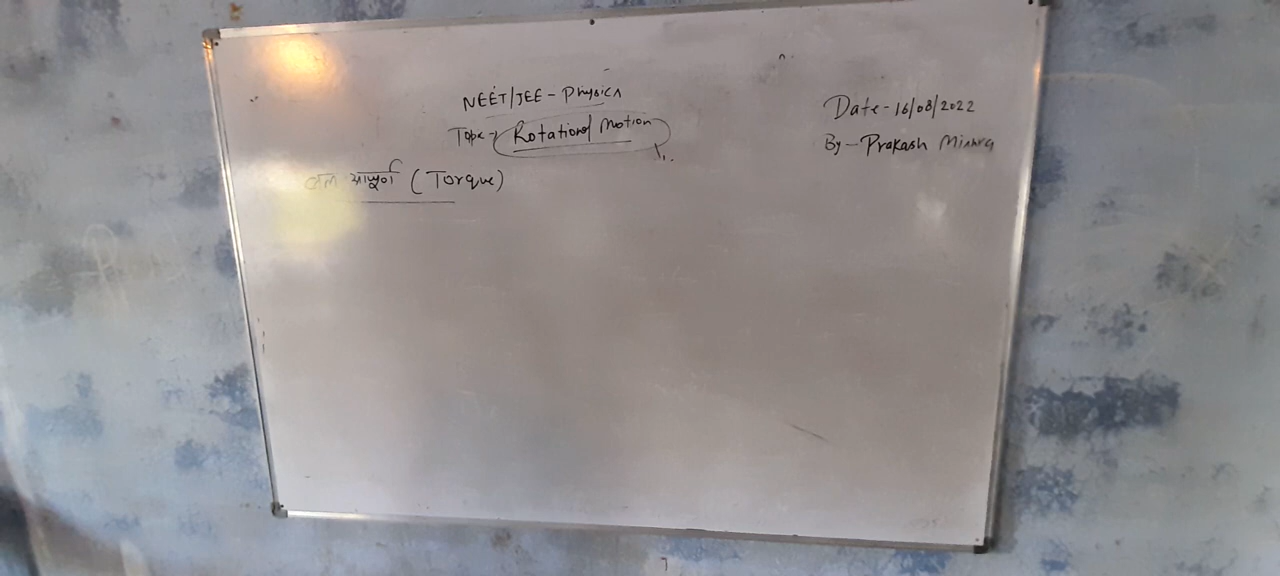 NEET/JEE - Physics
Topic → Rotational Motion
Date - 16/08/2022
By - Prakash Mishra
बल आघूर्ण (Torque)